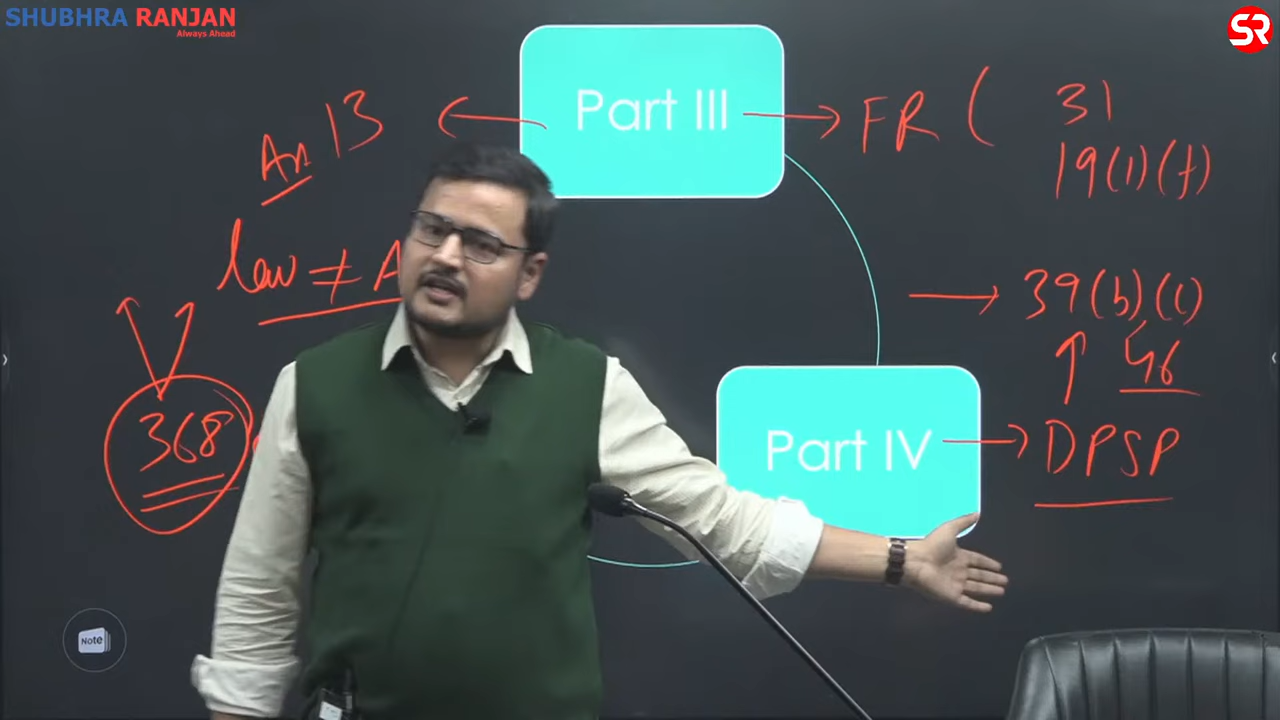 SHUBHRA RANJAN
Always Ahead
SR
Part III
FR ( 31
19(1)(f)
Art 13
law ≠ A
39(b)(c)
46
368
Part IV
DPSP
Note